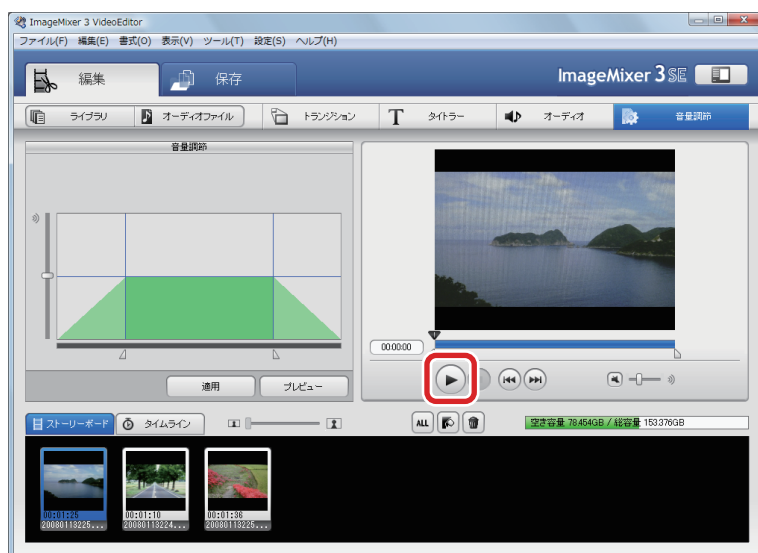 ImageMixer 3 VideoEditor
ファイル(F) 編集(E) 書式(O) 表示(V) ツール(T) 設定(S) ヘルプ(H)
編集 保存 ImageMixer 3 SE
ライブラリ オーディオファイル トランジション T タイトラー オーディオ 音量調節
音量調節
00:00:00
適用 プレビュー
ストーリーボード タイムライン ALL 空き容量 78.454GB / 総容量 153.376GB
00:01:25 00:01:10 00:01:36
20080113225... 20080113224... 20080113225...